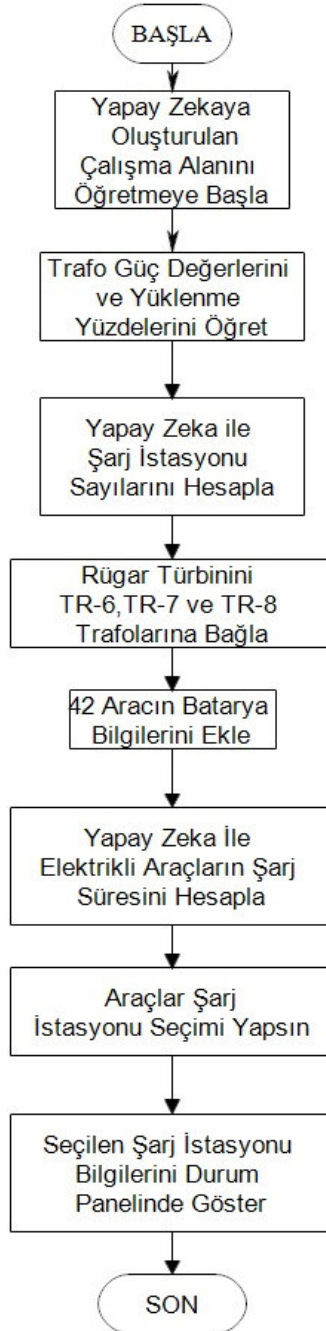 BAŞLA
Yapay Zekaya
Oluşturulan
Çalışma Alanını
Öğretmeye Başla
Trafo Güç Değerlerini
ve Yüklenme
Yüzdelerini Öğret
Yapay Zeka ile
Şarj İstasyonu
Sayılarını Hesapla
Rügar Türbinini
TR-6,TR-7 ve TR-8
Trafolarına Bağla
42 Aracın Batarya
Bilgilerini Ekle
Yapay Zeka İle
Elektrikli Araçların Şarj
Süresini Hesapla
Araçlar Şarj
İstasyonu Seçimi Yapsın
Seçilen Şarj İstasyonu
Bilgilerini Durum
Panelinde Göster
SON